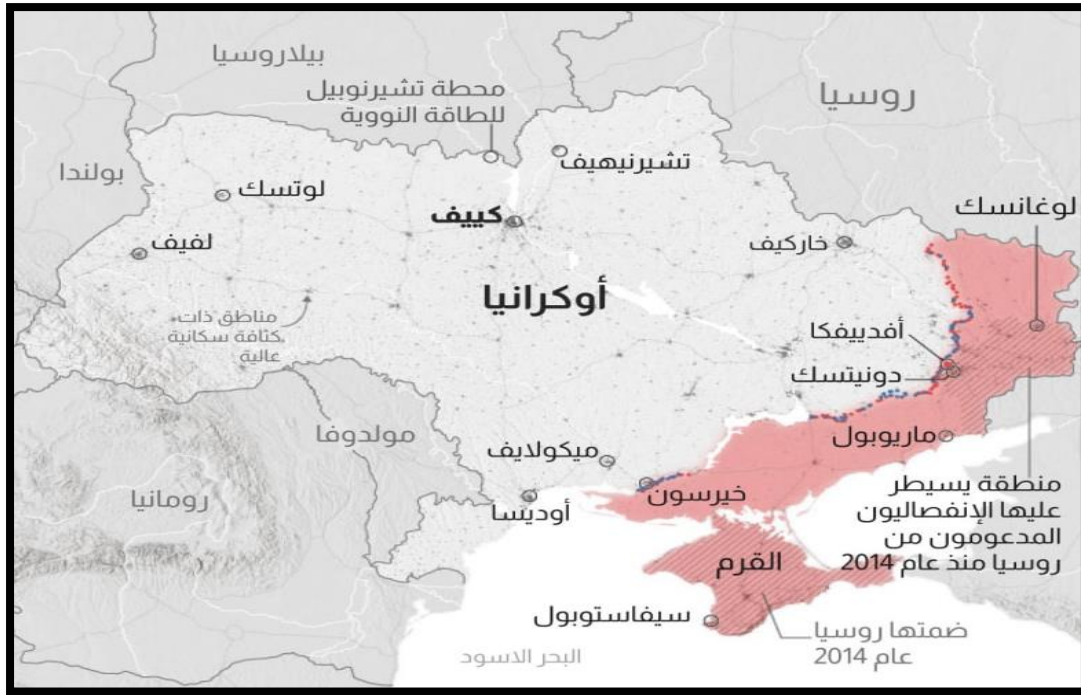 بيلاروسيا
روسيا
محطة تشيرنوبيل
للطاقة النووية
تشيرنيهيف
بولندا
لوتسك
كييف
لوغانسك
لفيف
خاركيف
أوكرانيا
مناطق ذات
كثافة سكانية
عالية
أفدييفكا
دونيتسك
مولدوفا
ماريوبول
ميكولايف
رومانيا
خيرسون
أوديسا
منطقة يسيطر
عليها الإنفصاليون
المدعومون من
روسيا منذ عام 2014
القرم
سيفاستوبول
ضمتها روسيا
عام 2014
البحر الاسود